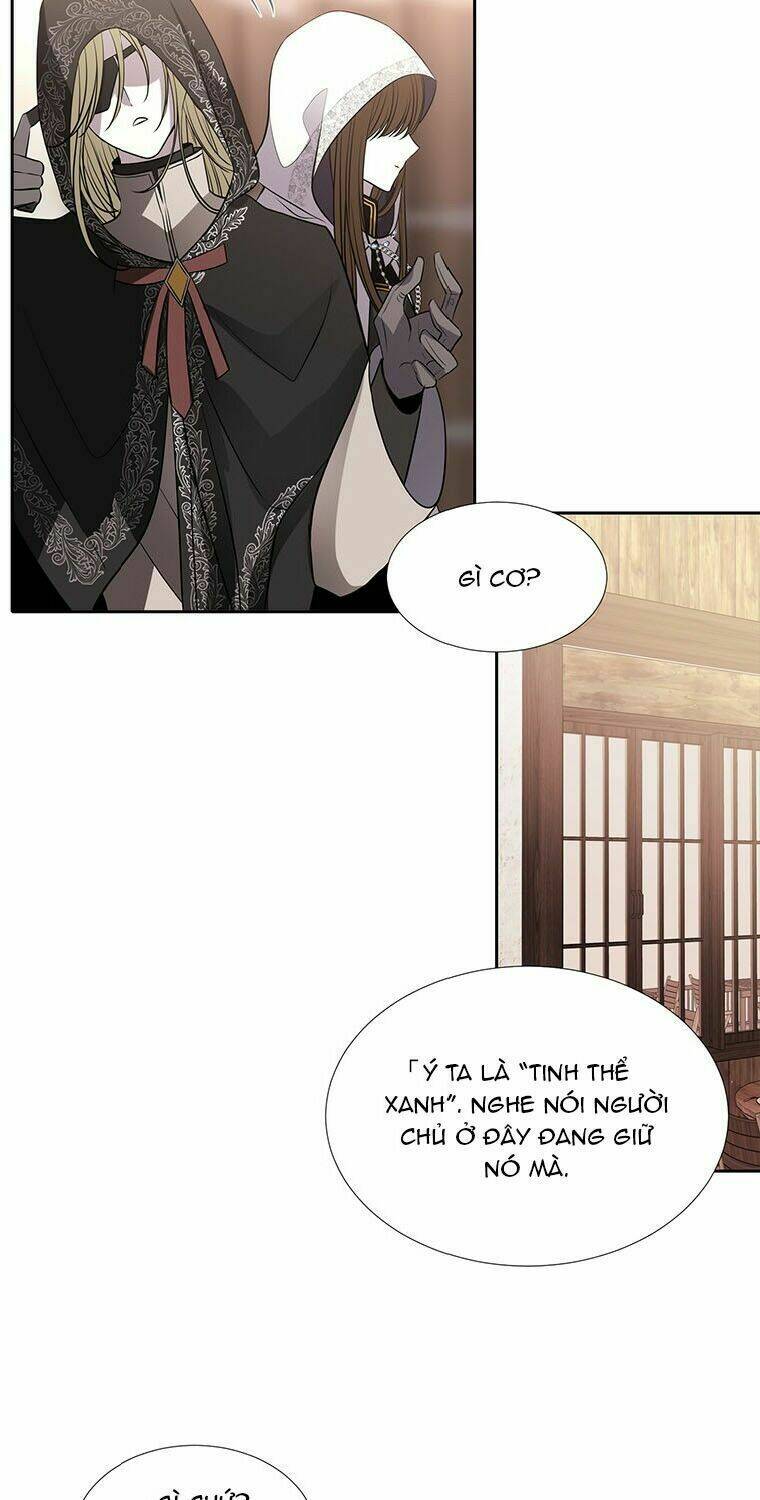 GÌ CƠ?
「Ý TA LÀ "TINH THỂ
XANH". NGHE NÓI NGƯỜI
CHỦ Ở ĐÂY ĐANG GIỮ
NÓ MÀ.